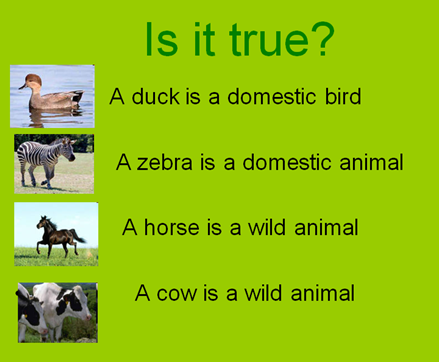 Is it true?
A duck is a domestic bird
A zebra is a domestic animal
A horse is a wild animal
A cow is a wild animal